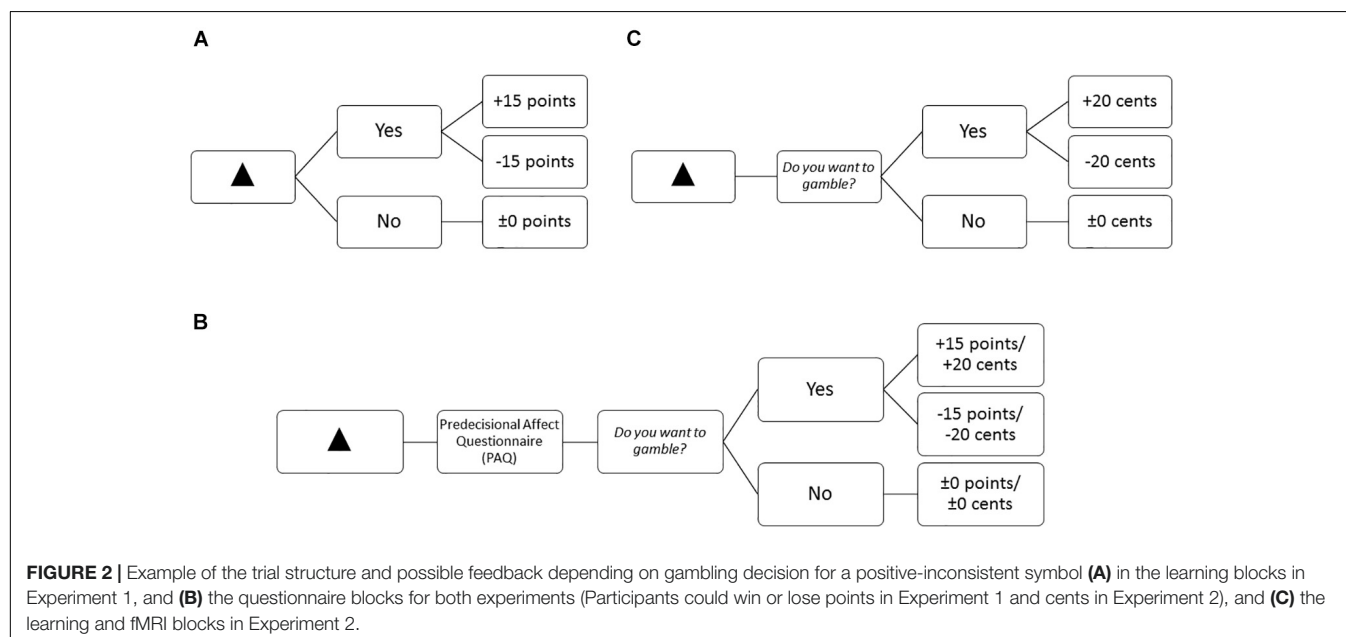 A
Yes
+15 points
-15 points
No
±0 points
C
Do you want to
gamble?
Yes
+20 cents
-20 cents
No
±0 cents
B
Predecisional Affect
Questionnaire
(PAQ)
Do you want to
gamble?
Yes
+15 points/
+20 cents
-15 points/
-20 cents
No
±0 points/
±0 cents
FIGURE 2 | Example of the trial structure and possible feedback depending on gambling decision for a positive-inconsistent symbol (A) in the learning blocks in
Experiment 1, and (B) the questionnaire blocks for both experiments (Participants could win or lose points in Experiment 1 and cents in Experiment 2), and (C) the
learning and fMRI blocks in Experiment 2.